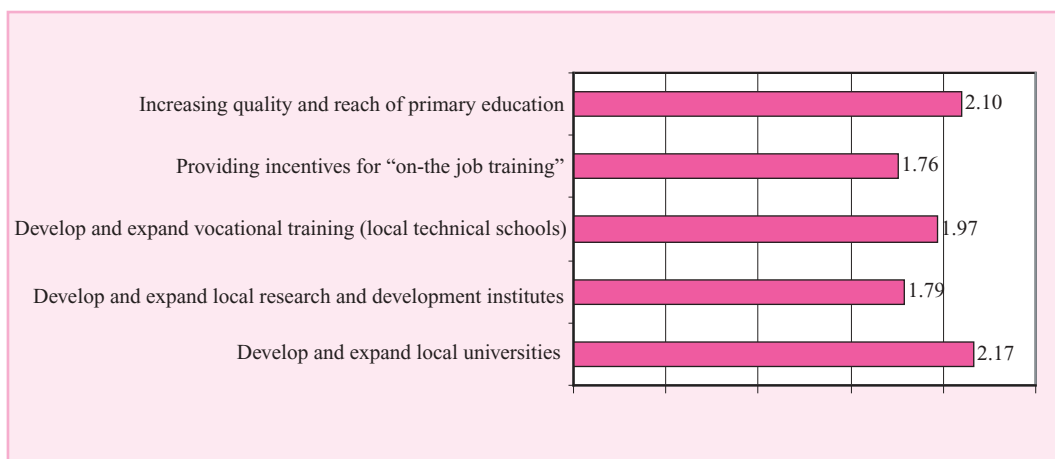 Increasing quality and reach of primary education 2.10
Providing incentives for “on-the job training” 1.76
Develop and expand vocational training (local technical schools) 1.97
Develop and expand local research and development institutes 1.79
Develop and expand local universities 2.17